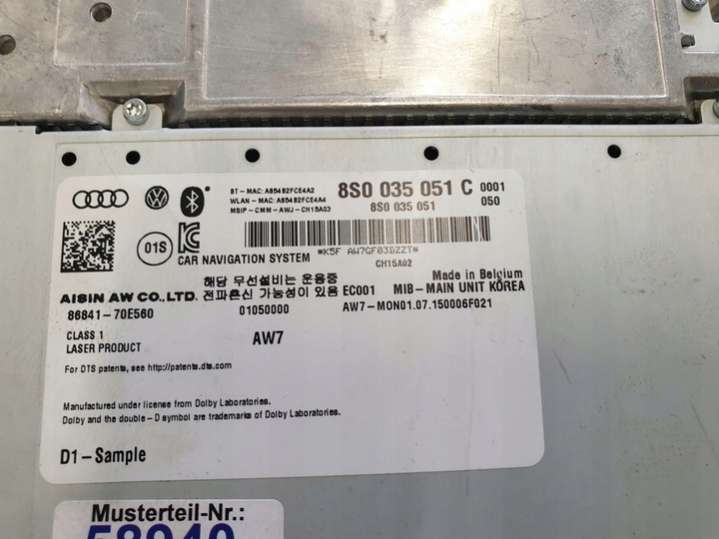 BT-MAC: A854B2FCE4A2
WLAN-MAC: A854B2FCE4A4
MSIP-CMM-AWJ-CH15A03
8S0 035 051 C 0001
8S0 035 051 050
01S
CAR NAVIGATION SYSTEM
*K5F AW7GF03DZZT*
CH15A02
해당 무선설비는 운용중
Made in Belgium
AISIN AW CO.,LTD. 전파혼신 가능성이 있음 EC001 MIB-MAIN UNIT KOREA
86841-70E560 01050000 AW7-MON01.07.150006F021
CLASS 1
LASER PRODUCT
AW7
For DTS patents, see http://patents.dts.com
Manufactured under license from Dolby Laboratories.
Dolby and the double-D symbol are trademarks of Dolby Laboratories.
D1-Sample
Musterteil-Nr.:
58940